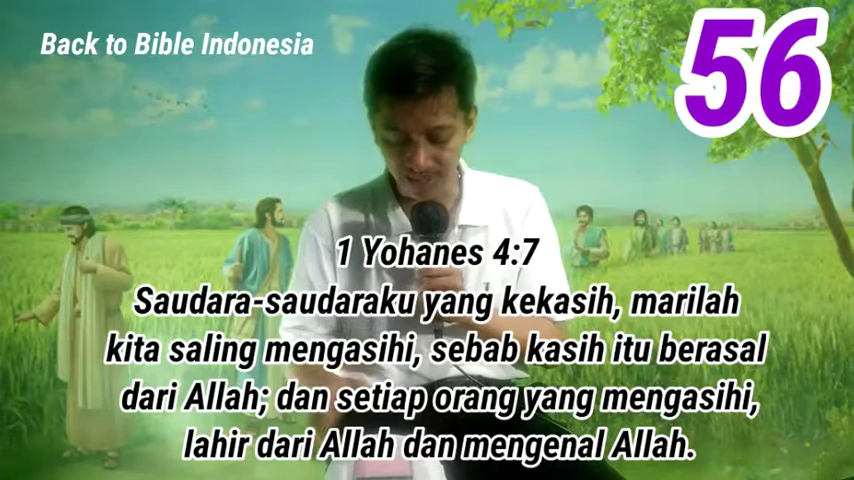 Back to Bible Indonesia
56
1 Yohanes 4:7
Saudara-saudaraku yang kekasih, marilah
kita saling mengasihi, sebab kasih itu berasal
dari Allah; dan setiap orang yang mengasihi,
lahir dari Allah dan mengenal Allah.